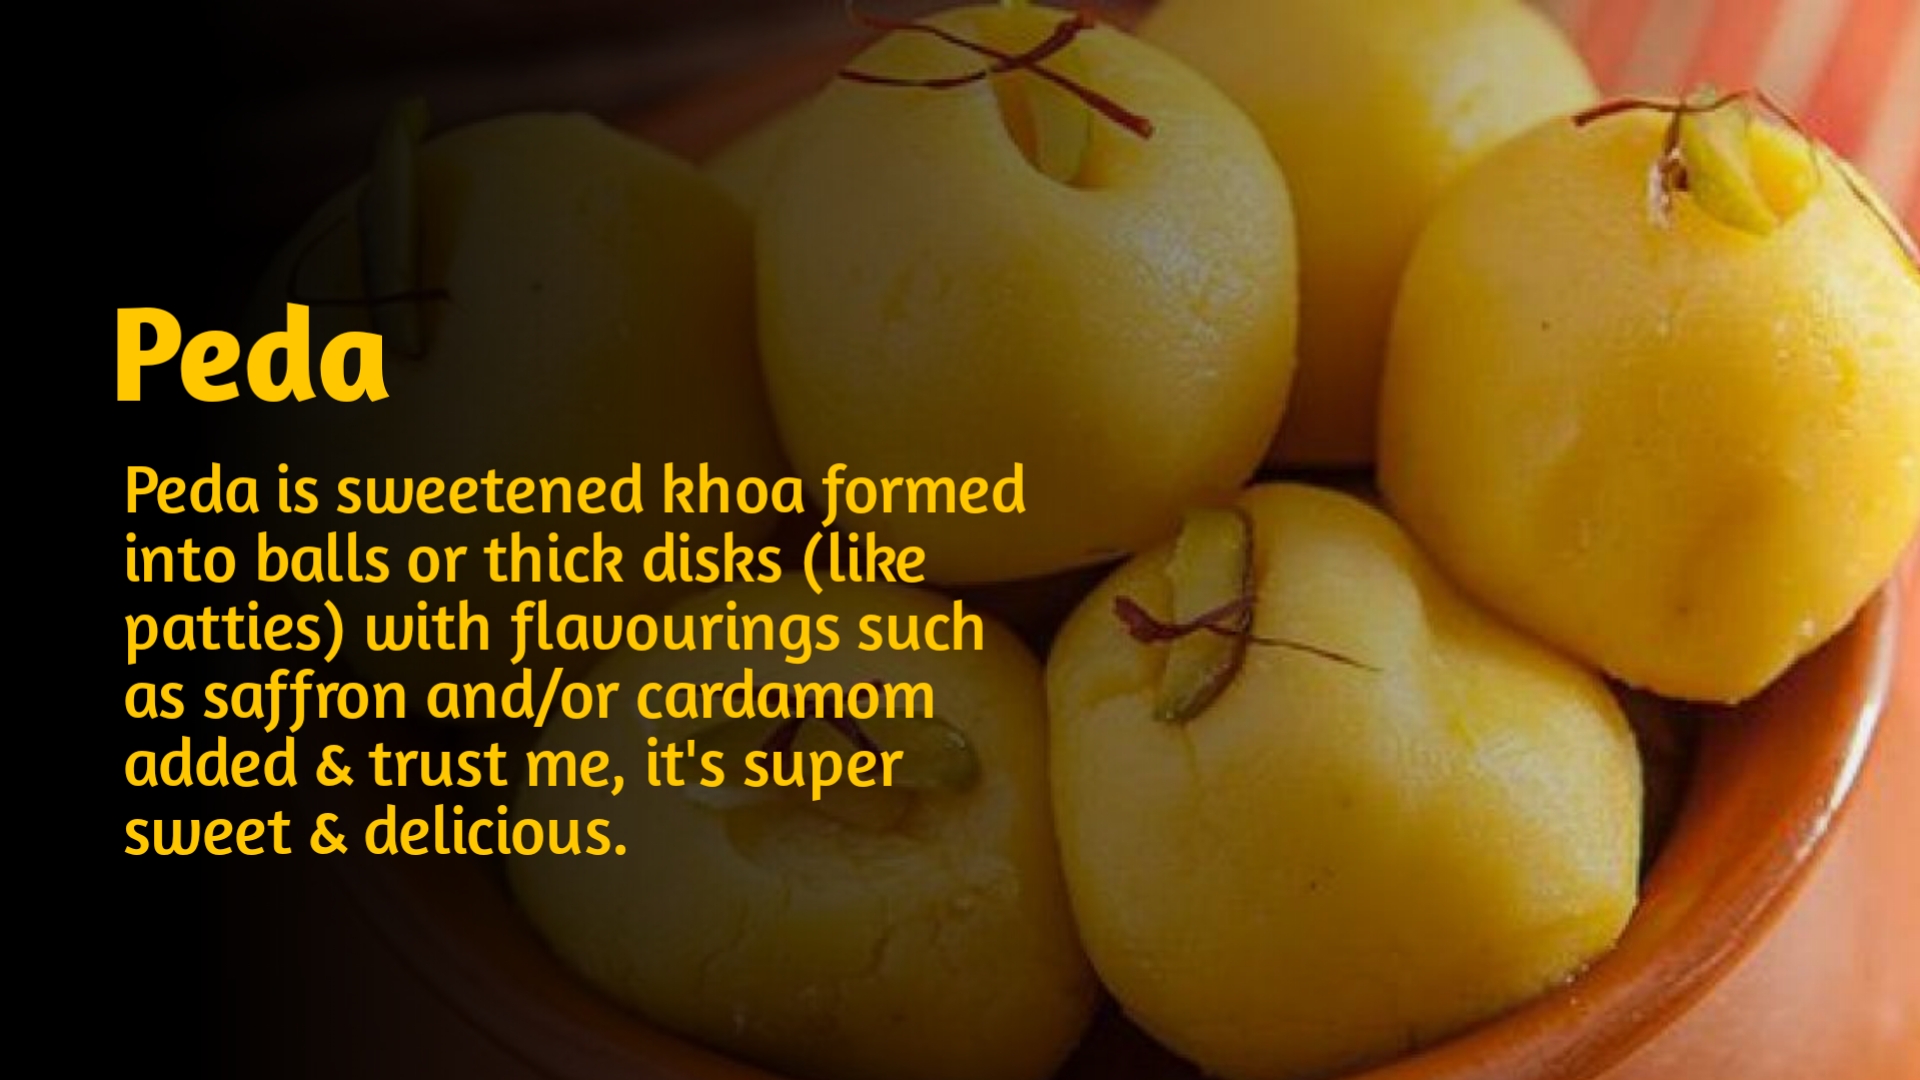 Peda
Peda is sweetened khoa formed
into balls or thick disks (like
patties) with flavourings such
as saffron and/or cardamom
added & trust me, it's super
sweet & delicious.